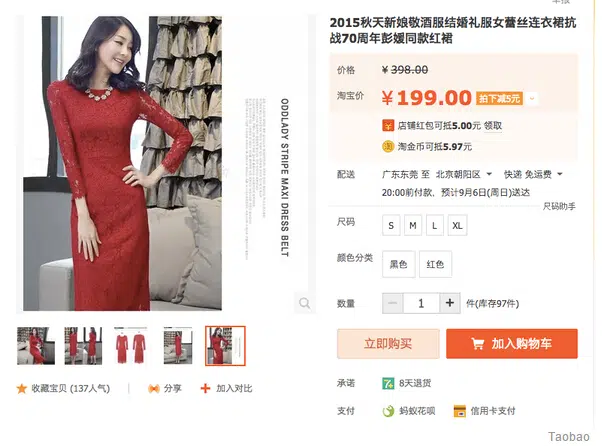 2015秋天新娘敬酒服结婚礼服女蕾丝连衣裙抗
战70周年彭媛同款红裙
价格
¥ 398.00
淘宝价
¥ 199.00
拍下减5元
店铺红包可抵5.00元 领取
淘金币可抵5.97元
配送
广东东莞 至 北京朝阳区 快递 免运费
20:00前付款，预计9月6日(周日)送达
尺码助手
尺码
S
M
L
XL
颜色分类
黑色
红色
数量
1
件(库存97件)
立即购买
加入购物车
承诺
8天退货
支付
蚂蚁花呗
信用卡支付
ODDLADY STRIPE MAXI DRESS BELT
收藏宝贝 (137人气)
分享
加入对比
Taobao